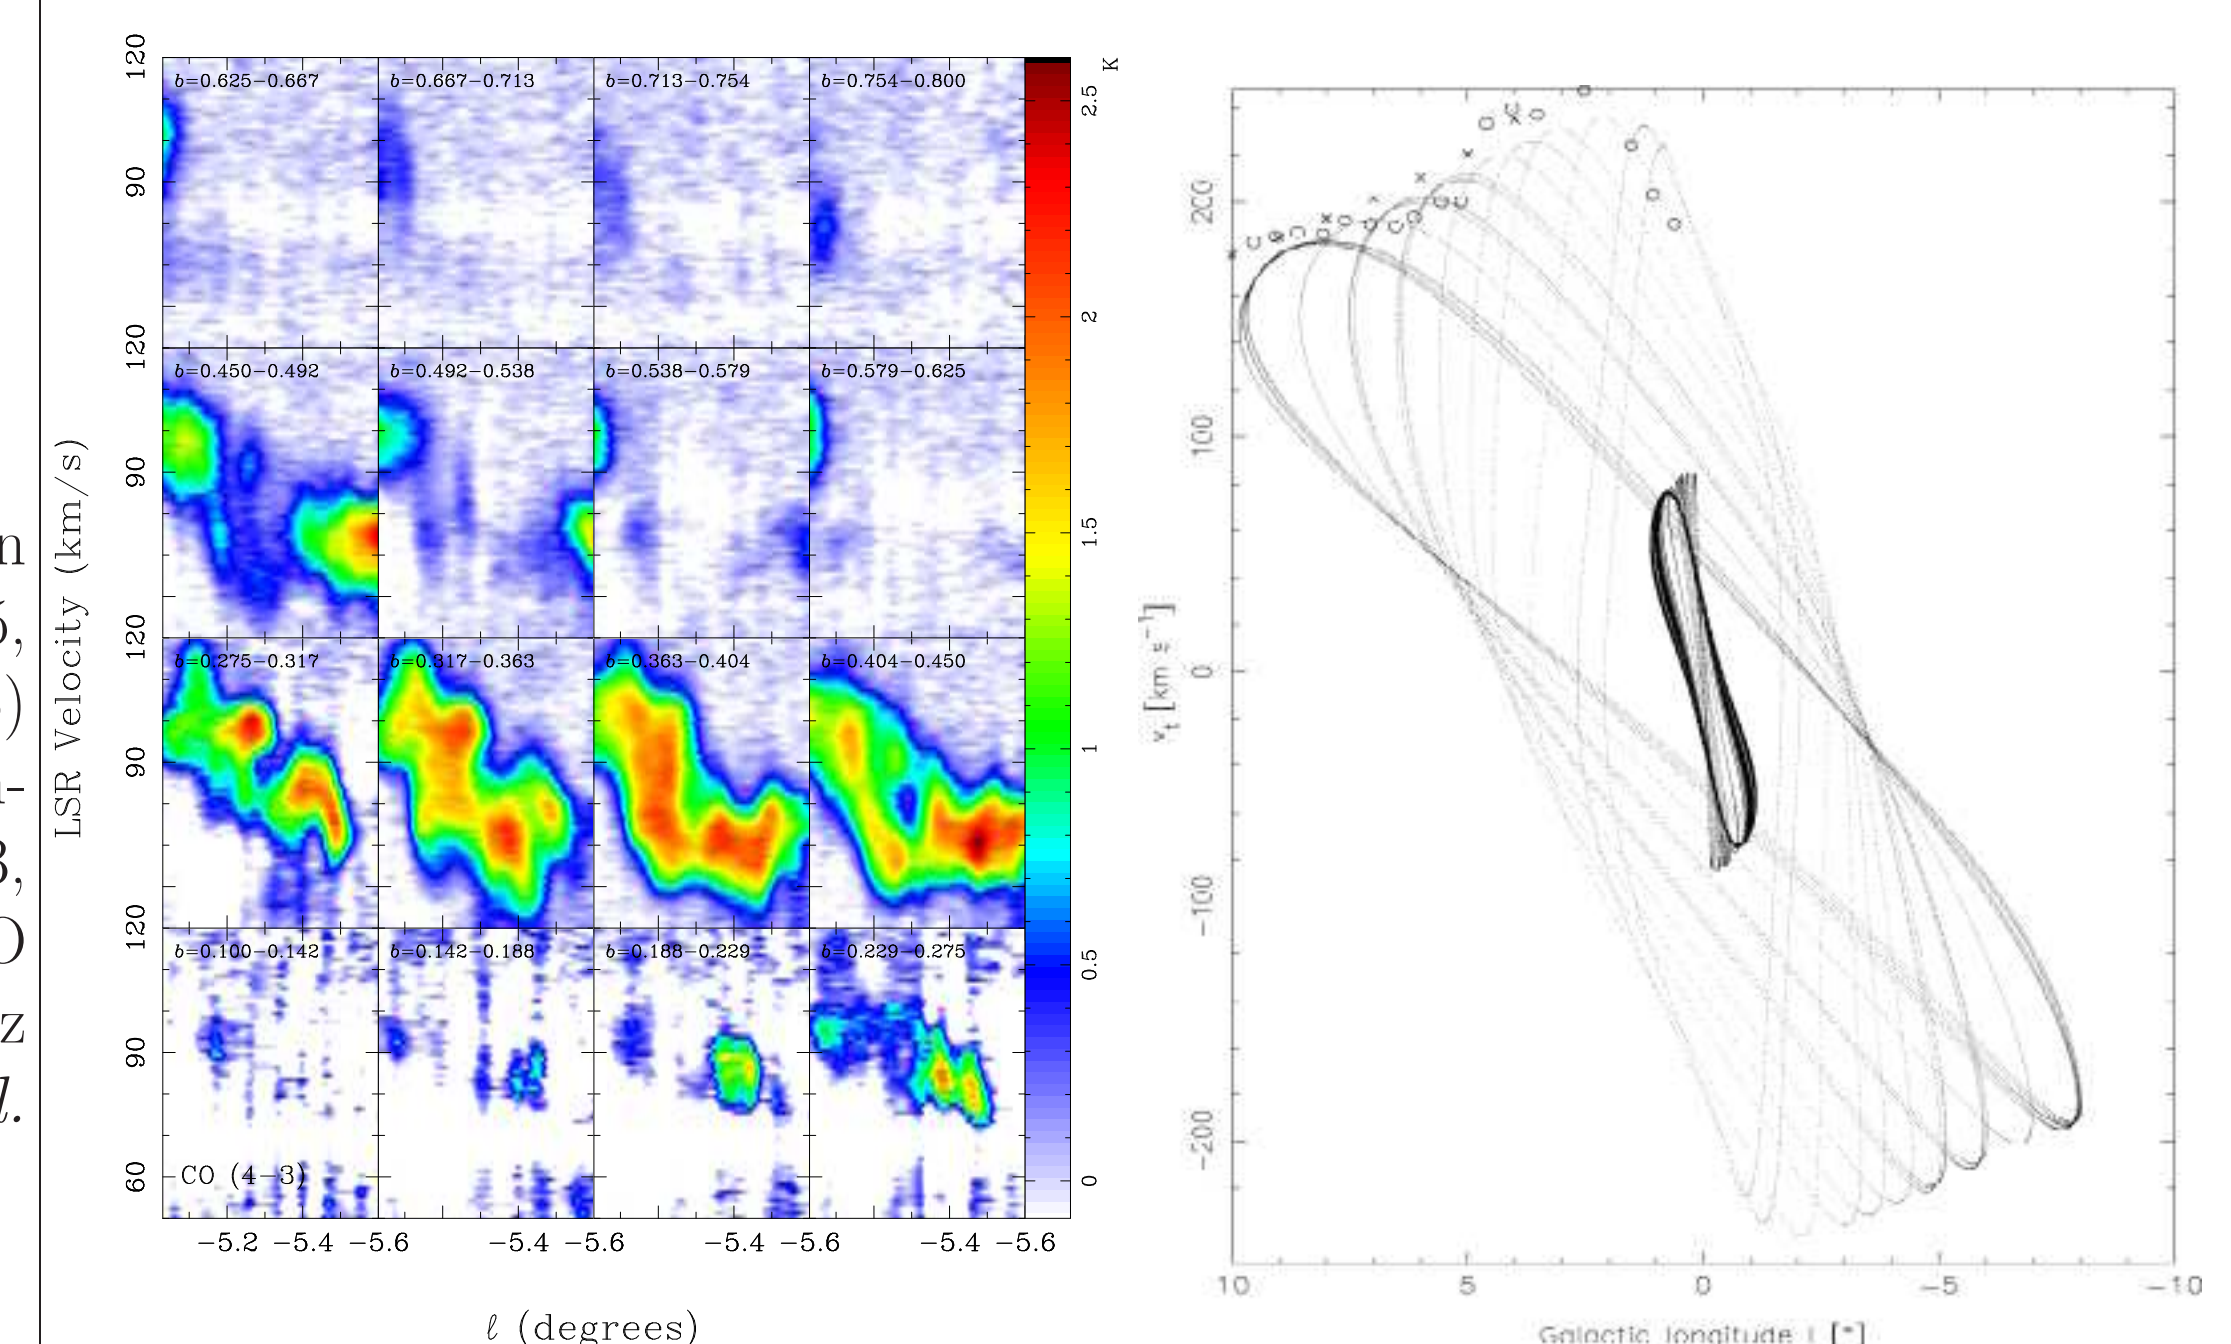 n
5,
)
4-
3,
O
z
l.
LSR Velocity (km/s)
120
b=0.625−0.667
b=0.667−0.713
b=0.713−0.754
b=0.754−0.800
90
120
b=0.450−0.492
b=0.492−0.538
b=0.538−0.579
b=0.579−0.625
90
120
b=0.275−0.317
b=0.317−0.363
b=0.363−0.404
b=0.404−0.450
90
120
b=0.100−0.142
b=0.142−0.188
b=0.188−0.229
b=0.229−0.275
90
60
CO (4−3)
−5.2 −5.4 −5.6 −5.4 −5.6 −5.4 −5.6 −5.4 −5.6
ℓ (degrees)
K
2.5
2
1.5
1
0.5
0
v_t [km s⁻¹]
200
100
0
−100
−200
10 5 0 −5 −10
Galactic longitude l [°]